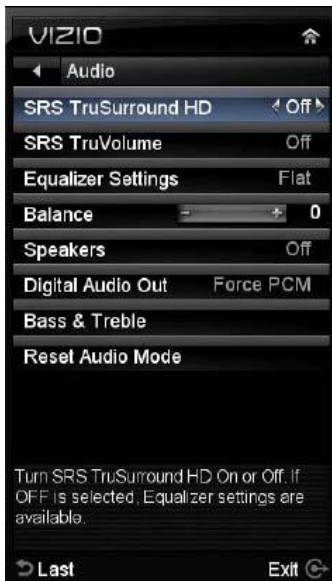 VIZIO
Audio
SRS TruSurround HD Off
SRS TruVolume Off
Equalizer Settings Flat
Balance - + 0
Speakers Off
Digital Audio Out Force PCM
Bass & Treble
Reset Audio Mode
Turn SRS TruSurround HD On or Off. If
OFF is selected, Equalizer settings are
available.
Last Exit